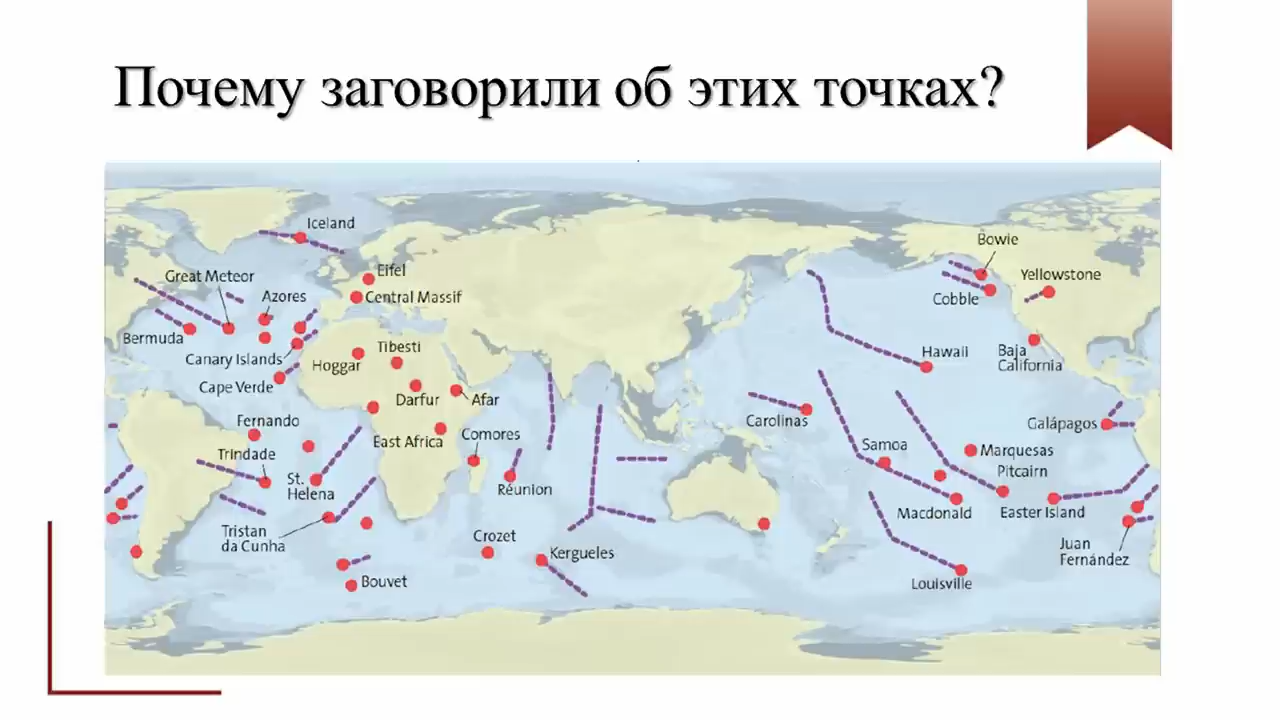 Почему заговорили об этих точках?
Iceland
Bowie
Great Meteor
Eifel
Yellowstone
Azores
Central Massif
Cobble
Bermuda
Canary Islands
Hoggar
Tibesti
Hawaii
Baja
California
Cape Verde
Darfur
Afar
Fernando
East Africa
Comores
Carolinas
Galápagos
Trindade
Samoa
Marquesas
St.
Helena
Réunion
Pitcairn
Macdonald
Easter Island
Tristan
da Cunha
Crozet
Kergueles
Juan
Fernández
Bouvet
Louisville